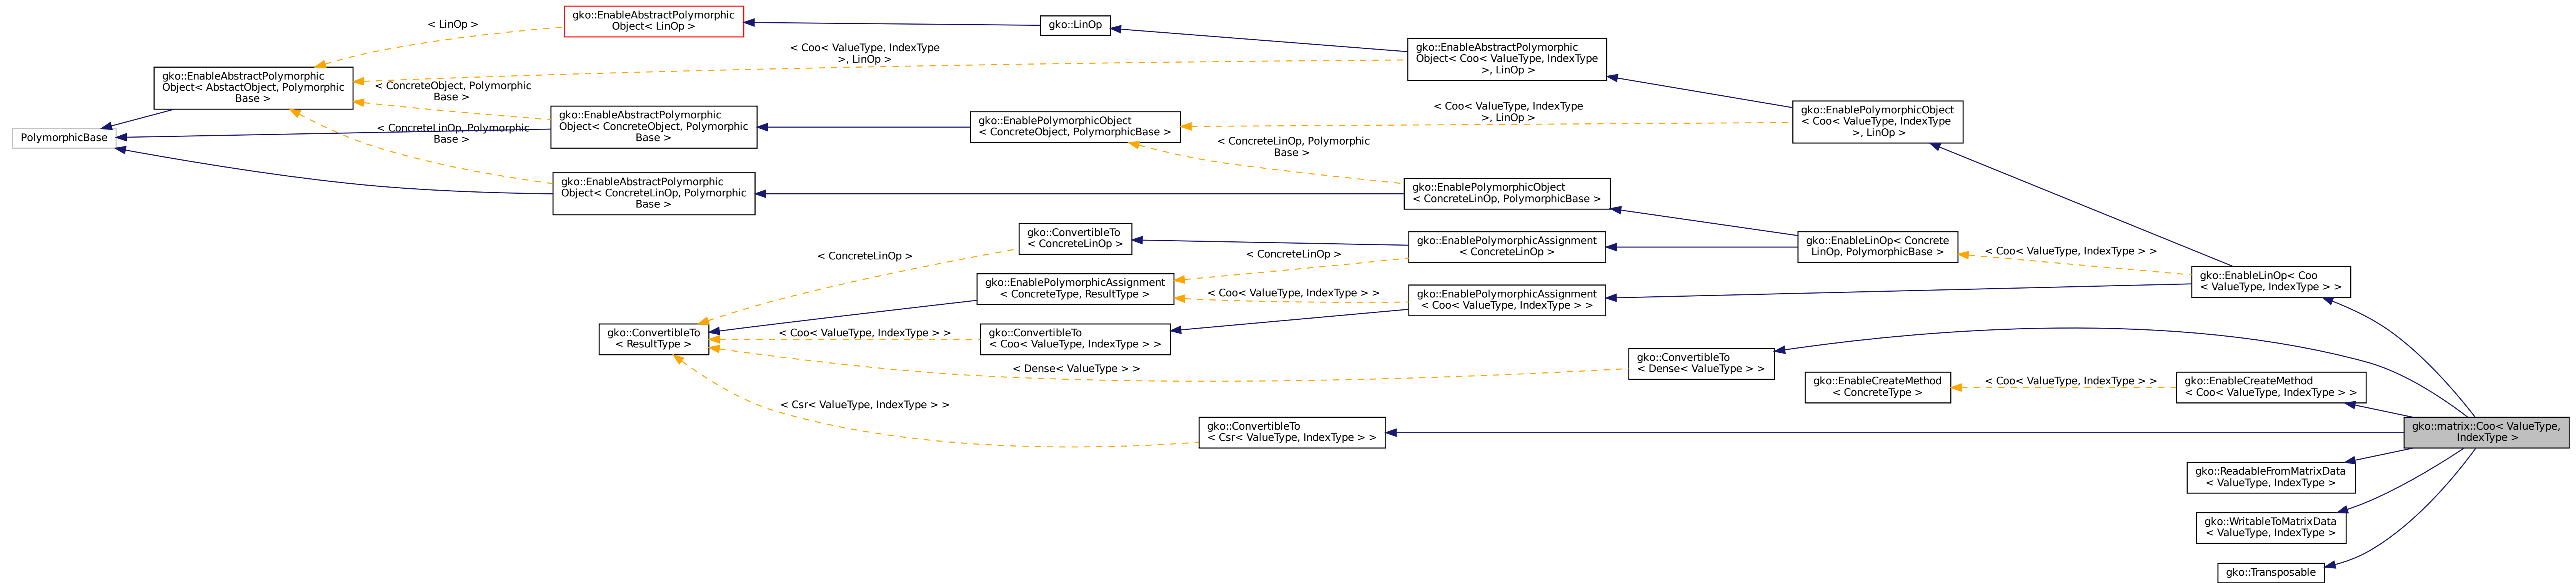 gko::EnableAbstractPolymorphic
Object< LinOp >
gko::LinOp
< LinOp >
gko::EnableAbstractPolymorphic
Object< Coo< ValueType, IndexType
>, LinOp >
< Coo< ValueType, IndexType
>, LinOp >
gko::EnableAbstractPolymorphic
Object< AbstactObject, Polymorphic
Base >
< ConcreteObject, Polymorphic
Base >
gko::EnableAbstractPolymorphic
Object< ConcreteObject, Polymorphic
Base >
gko::EnablePolymorphicObject
< ConcreteObject, PolymorphicBase >
< Coo< ValueType, IndexType
>, LinOp >
gko::EnablePolymorphicObject
< Coo< ValueType, IndexType
>, LinOp >
PolymorphicBase
< ConcreteLinOp, Polymorphic
Base >
< ConcreteLinOp, Polymorphic
Base >
gko::EnableAbstractPolymorphic
Object< ConcreteLinOp, Polymorphic
Base >
gko::EnablePolymorphicObject
< ConcreteLinOp, PolymorphicBase >
gko::ConvertibleTo
< ConcreteLinOp >
gko::EnablePolymorphicAssignment
< ConcreteLinOp >
gko::EnableLinOp< Concrete
LinOp, PolymorphicBase >
< Coo< ValueType, IndexType > >
< ConcreteLinOp >
< ConcreteLinOp >
gko::EnablePolymorphicAssignment
< ConcreteType, ResultType >
< Coo< ValueType, IndexType > >
gko::EnablePolymorphicAssignment
< Coo< ValueType, IndexType > >
gko::EnableLinOp< Coo
< ValueType, IndexType > >
gko::ConvertibleTo
< ResultType >
< Coo< ValueType, IndexType > >
gko::ConvertibleTo
< Coo< ValueType, IndexType > >
< Dense< ValueType > >
gko::ConvertibleTo
< Dense< ValueType > >
gko::EnableCreateMethod
< ConcreteType >
< Coo< ValueType, IndexType > >
gko::EnableCreateMethod
< Coo< ValueType, IndexType > >
< Csr< ValueType, IndexType > >
gko::ConvertibleTo
< Csr< ValueType, IndexType > >
gko::matrix::Coo< ValueType,
IndexType >
gko::ReadableFromMatrixData
< ValueType, IndexType >
gko::WritableToMatrixData
< ValueType, IndexType >
gko::Transposable